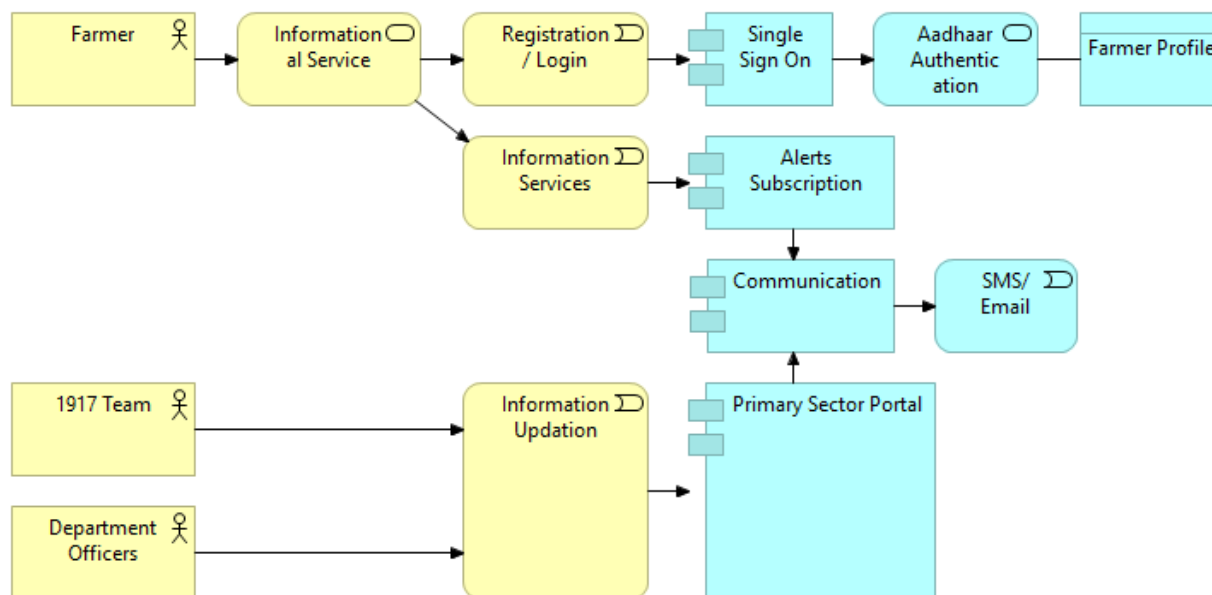 Farmer
Information
al Service
Registration
/ Login
Single
Sign On
Aadhaar
Authentic
ation
Farmer Profile
Information
Services
Alerts
Subscription
Communication
SMS/
Email
1917 Team
Information
Updation
Primary Sector Portal
Department
Officers